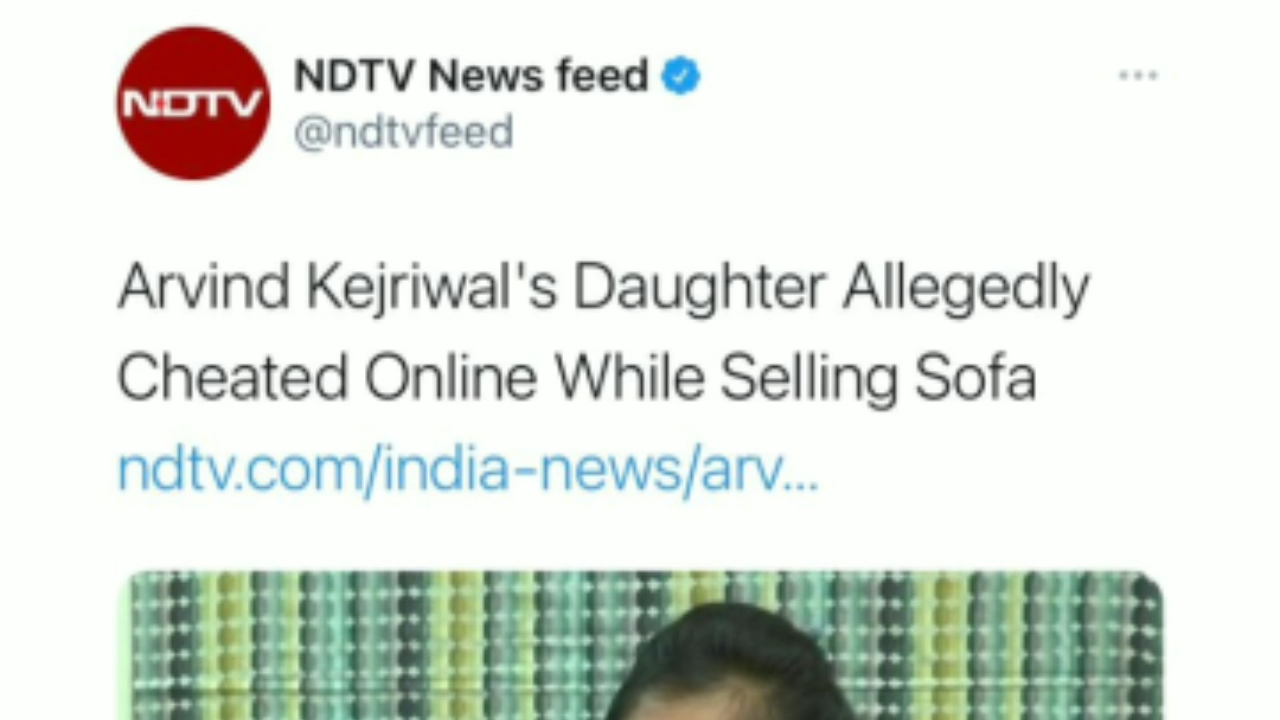 NDTV
NDTV News feed
@ndtvfeed
Arvind Kejriwal's Daughter Allegedly
Cheated Online While Selling Sofa
ndtv.com/india-news/arv...